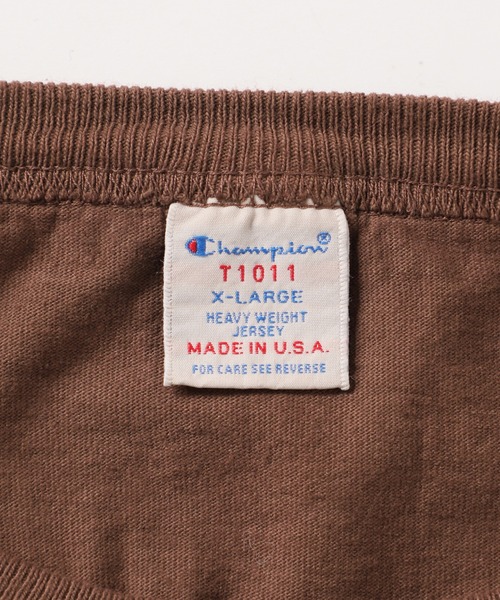 Champion®
T1011
X-LARGE
HEAVY WEIGHT
JERSEY
MADE IN U.S.A.
FOR CARE SEE REVERSE